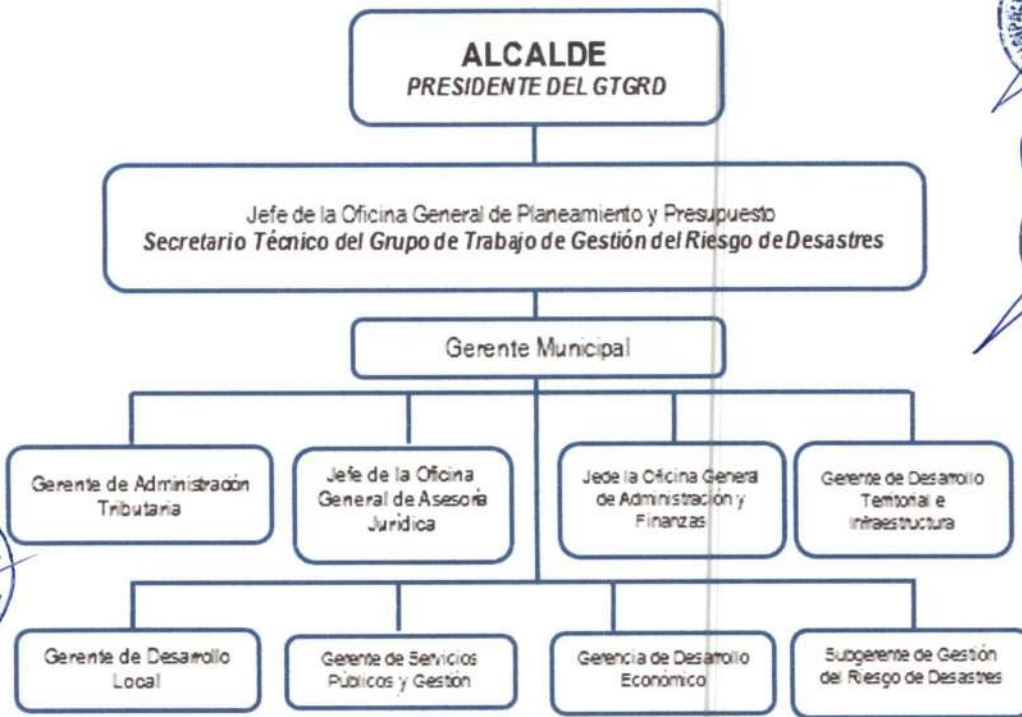 ALCALDE
PRESIDENTE DEL GTGRD
Jefe de la Oficina General de Planeamiento y Presupuesto
Secretario Técnico del Grupo de Trabajo de Gestión del Riesgo de Desastres
Gerente Municipal
Gerente de Administración
Tributaria
Jefe de la Oficina
General de Asesoría
Jurídica
Jede la Oficina General
de Administración y
Finanzas
Gerente de Desarrollo
Territorial e
Infraestructura
Gerente de Desarrollo
Local
Gerente de Servicios
Públicos y Gestión
Gerencia de Desarrollo
Económico
Subgerente de Gestión
del Riesgo de Desastres